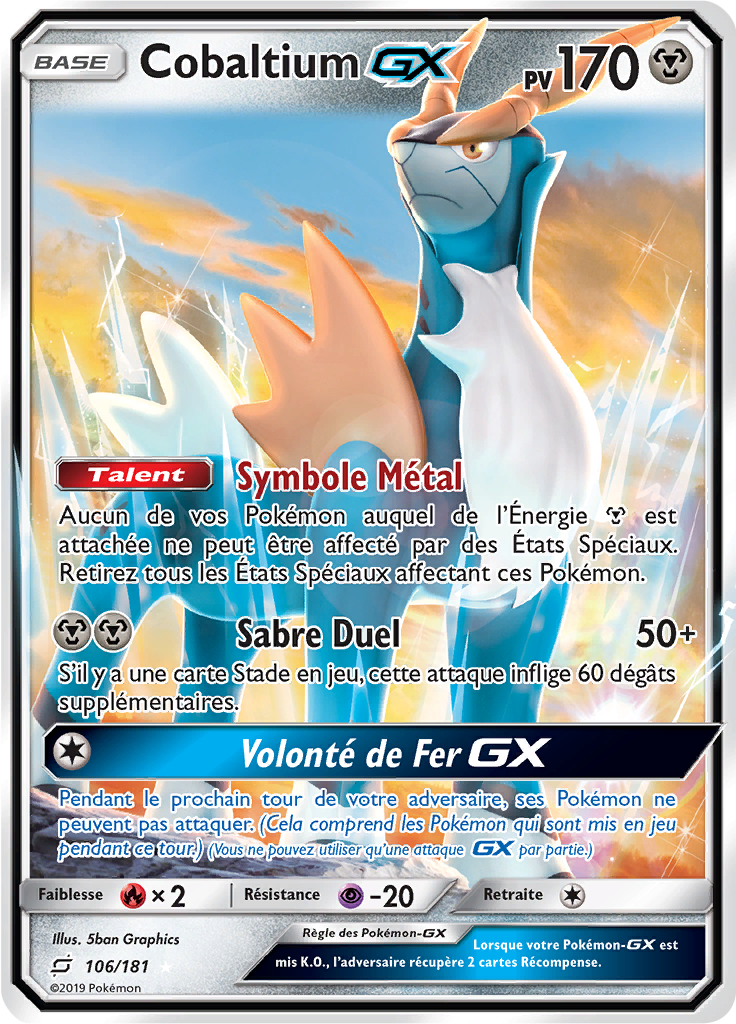 BASE Cobaltium GX PV 170
Talent Symbole Métal
Aucun de vos Pokémon auquel de l'Énergie est
attachée ne peut être affecté par des États Spéciaux.
Retirez tous les États Spéciaux affectant ces Pokémon.
Sabre Duel 50+
S'il y a une carte Stade en jeu, cette attaque inflige 60 dégâts
supplémentaires.
Volonté de Fer GX
Pendant le prochain tour de votre adversaire, ses Pokémon ne
peuvent pas attaquer. (Cela comprend les Pokémon qui sont mis en jeu
pendant ce tour.) (Vous ne pouvez utiliser qu'une attaque GX par partie.)
Faiblesse ×2 Résistance -20 Retraite
Illus. 5ban Graphics
106/181
©2019 Pokémon
Règle des Pokémon-GX
Lorsque votre Pokémon-GX est
mis K.O., l'adversaire récupère 2 cartes Récompense.